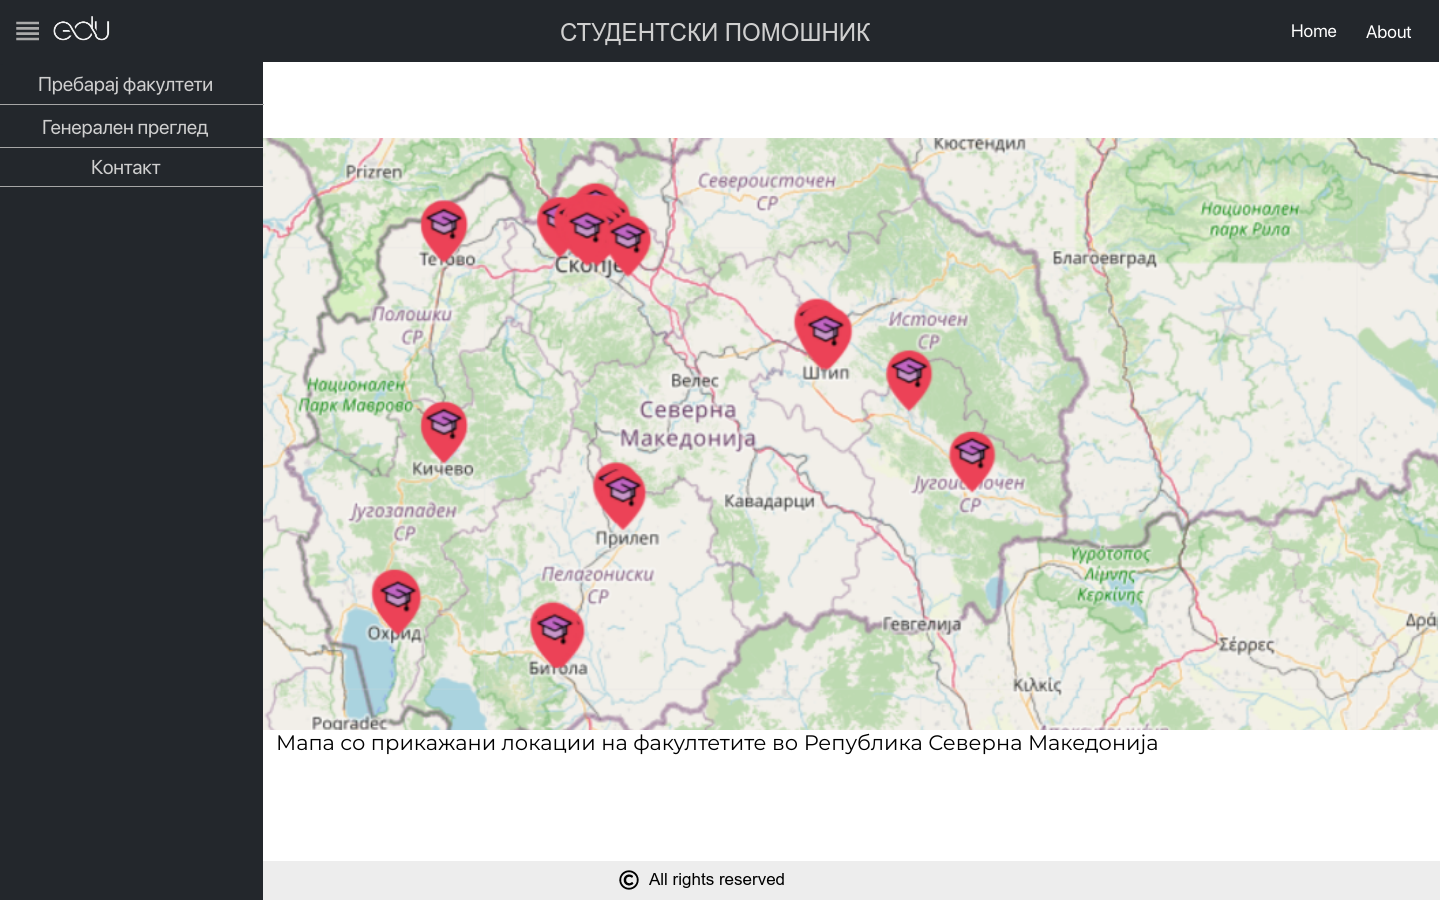 edu
СТУДЕНТСКИ ПОМОШНИК
Home
About
Пребарај факултети
Генерален преглед
Контакт
Кюстендил
Prizren
Североисточен
СР
Национален
парк Рила
Тетово
Скопје
Благоевград
Полошки
СР
Источен
СР
Штип
Велес
Национален
Парк Маврово
Северна
Македонија
Кичево
Југоисточен
СР
Кавадарци
Југозападен
СР
Прилеп
Пелагониски
СР
Υγρότοπος
Λίμνης
Κερκίνης
Охрид
Гевгелија
Σέρρες
Битола
Κιλκίς
Pogradec
Мапа со прикажани локации на факултетите во Република Северна Македонија
© All rights reserved